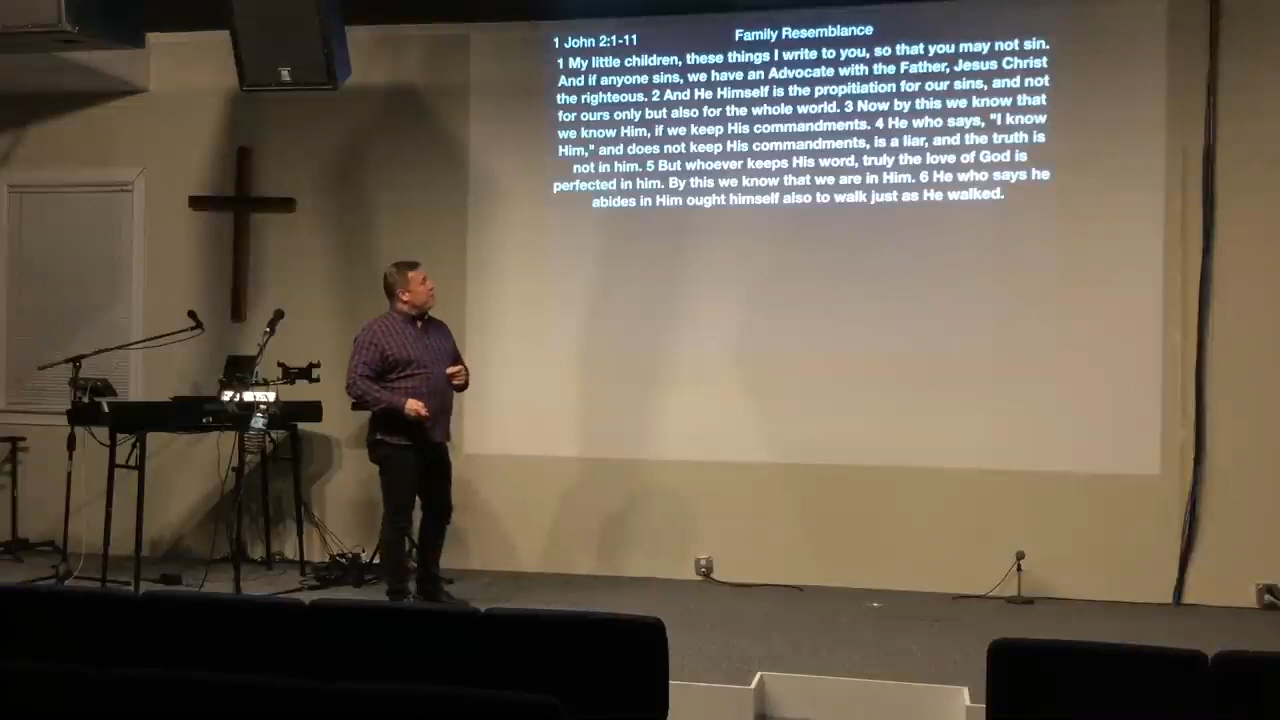 1 John 2:1-11 Family Resemblance
1 My little children, these things I write to you, so that you may not sin.
And if anyone sins, we have an Advocate with the Father, Jesus Christ
the righteous. 2 And He Himself is the propitiation for our sins, and not
for ours only but also for the whole world. 3 Now by this we know that
we know Him, if we keep His commandments. 4 He who says, "I know
Him," and does not keep His commandments, is a liar, and the truth is
not in him. 5 But whoever keeps His word, truly the love of God is
perfected in him. By this we know that we are in Him. 6 He who says he
abides in Him ought himself also to walk just as He walked.